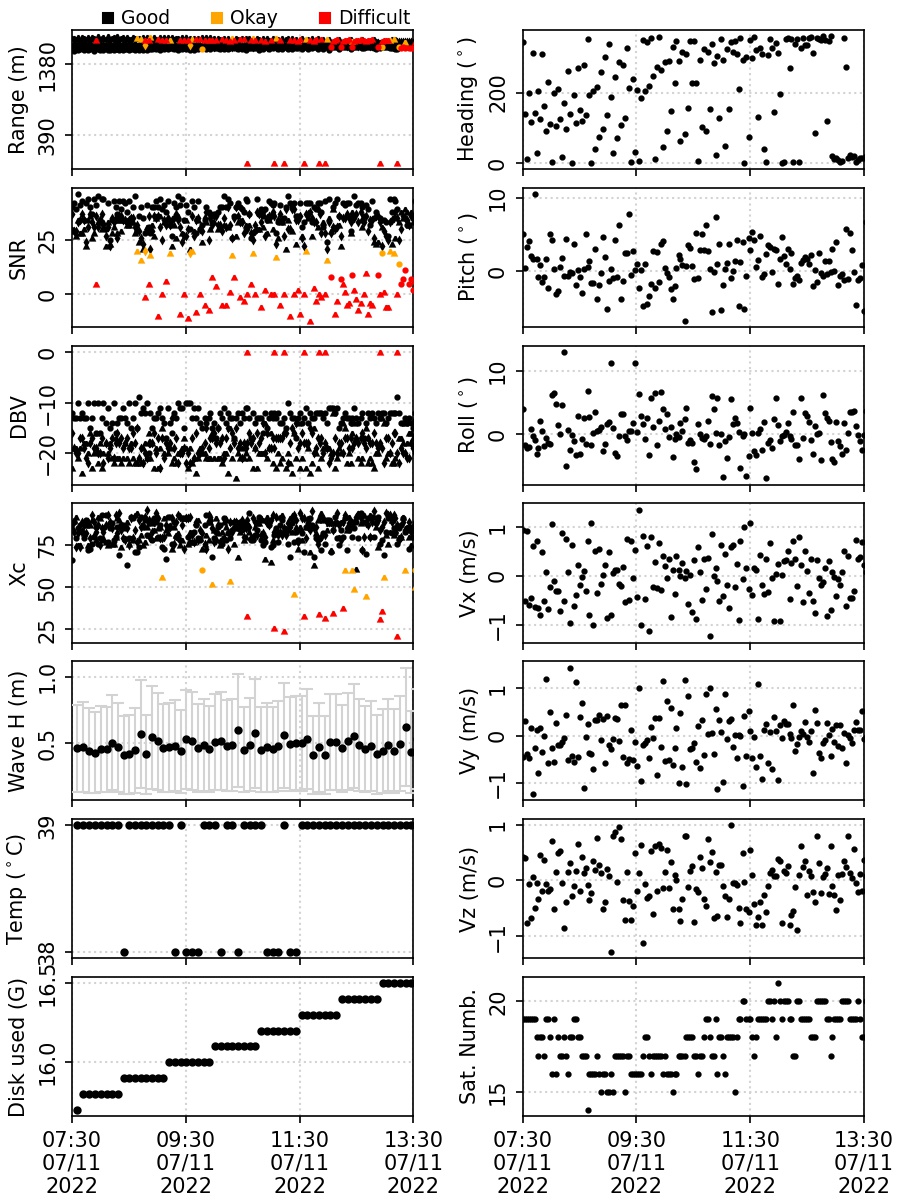 Good Okay Difficult
Range (m)
1380
390
Heading (°)
200
0
SNR
25
0
Pitch (°)
10
0
DBV
0
−10
−20
Roll (°)
10
0
Xc
75
50
25
Vx (m/s)
1
0
−1
Wave H (m)
1.0
0.5
Vy (m/s)
1
0
−1
Temp (°C)
39
38
Vz (m/s)
1
0
−1
Disk used (G)
16.5
16.0
Sat. Numb.
20
15
07:30 09:30 11:30 13:30
07/11 07/11 07/11 07/11
2022 2022 2022 2022
07:30 09:30 11:30 13:30
07/11 07/11 07/11 07/11
2022 2022 2022 2022